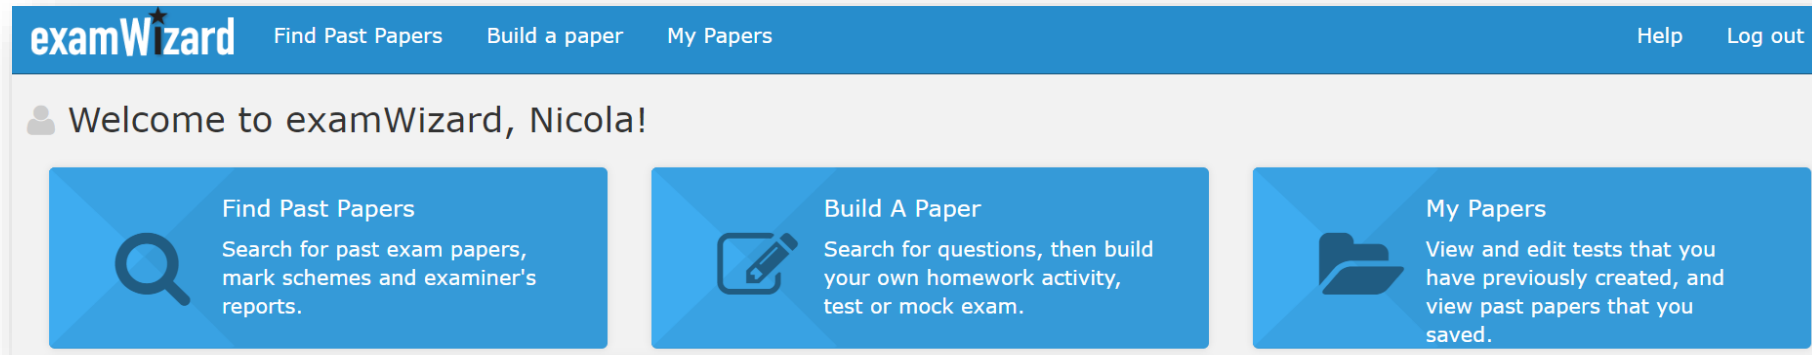 examWizard Find Past Papers Build a paper My Papers Help Log out
Welcome to examWizard, Nicola!
Find Past Papers
Search for past exam papers,
mark schemes and examiner's
reports.
Build A Paper
Search for questions, then build
your own homework activity,
test or mock exam.
My Papers
View and edit tests that you
have previously created, and
view past papers that you
saved.